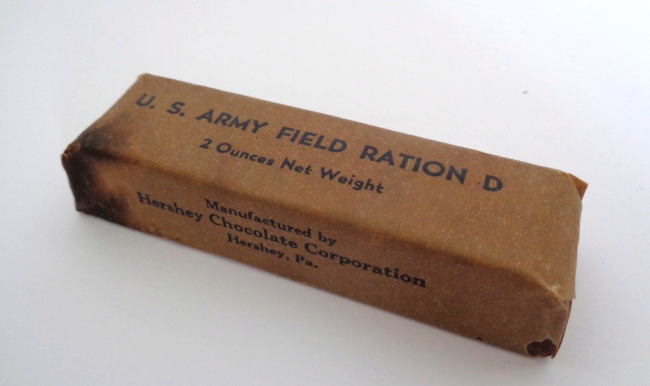 U. S. ARMY FIELD RATION D
2 Ounces Net Weight
Manufactured by
Hershey Chocolate Corporation
Hershey, Pa.